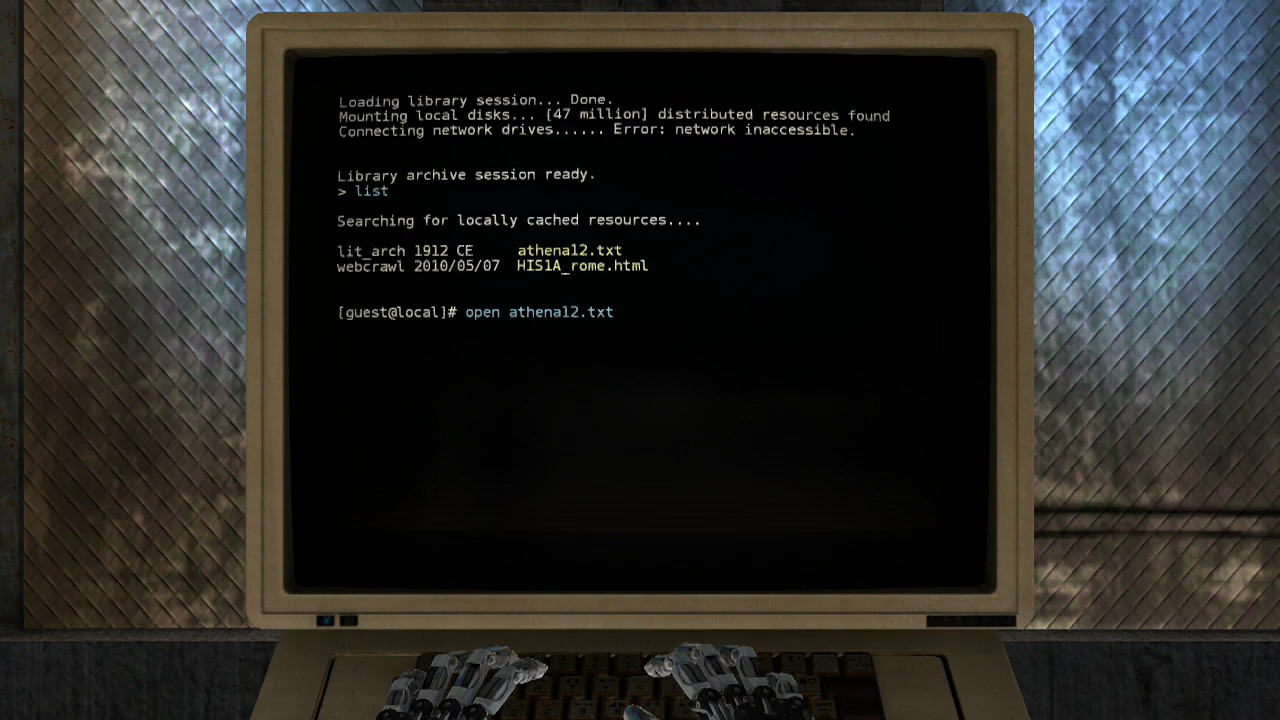 Loading library session... Done.
Mounting local disks... [47 million] distributed resources found
Connecting network drives...... Error: network inaccessible.
Library archive session ready.
> list
Searching for locally cached resources....
lit_arch 1912 CE athena12.txt
webcrawl 2010/05/07 HIS1A_rome.html
[guest@local]# open athena12.txt